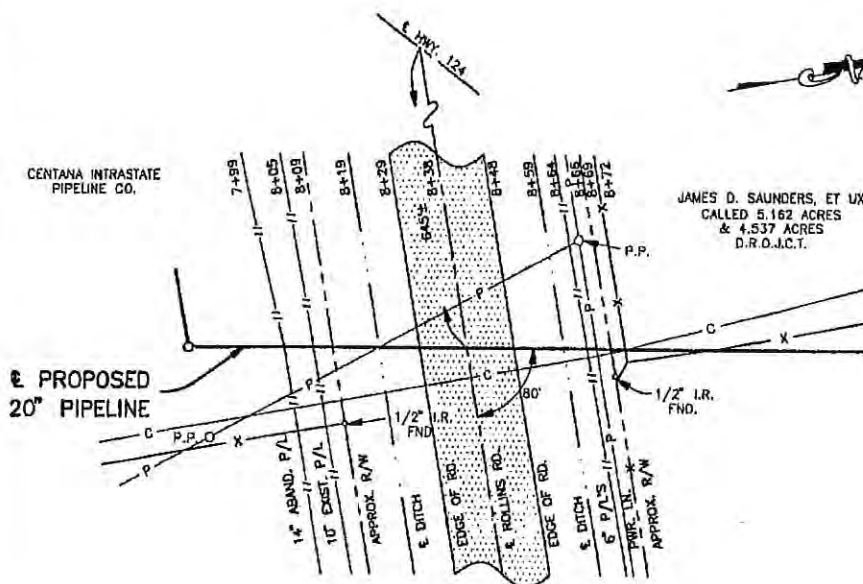 ℄ HWY. 124
CENTANA INTRASTATE
PIPELINE CO.
7+99
8+05
8+09
8+19
8+29
8+38
8+48
8+59
8+64
8+66
8+69
8+72
645'±
JAMES D. SAUNDERS, ET UX
CALLED 5.162 ACRES
& 4.537 ACRES
D.R.O.J.C.T.
P.P.
℄ PROPOSED
20" PIPELINE
80°
1/2" I.R.
FND.
1/2" I.R.
FND.
P.P.
C
X
P
14" ABAND. P/L
10" EXIST. P/L
APPROX. R/W
℄ DITCH
EDGE OF RD.
℄ ROLLINS RD.
EDGE OF RD.
℄ DITCH
6" P/L'S
PWR. LN.
APPROX. R/W